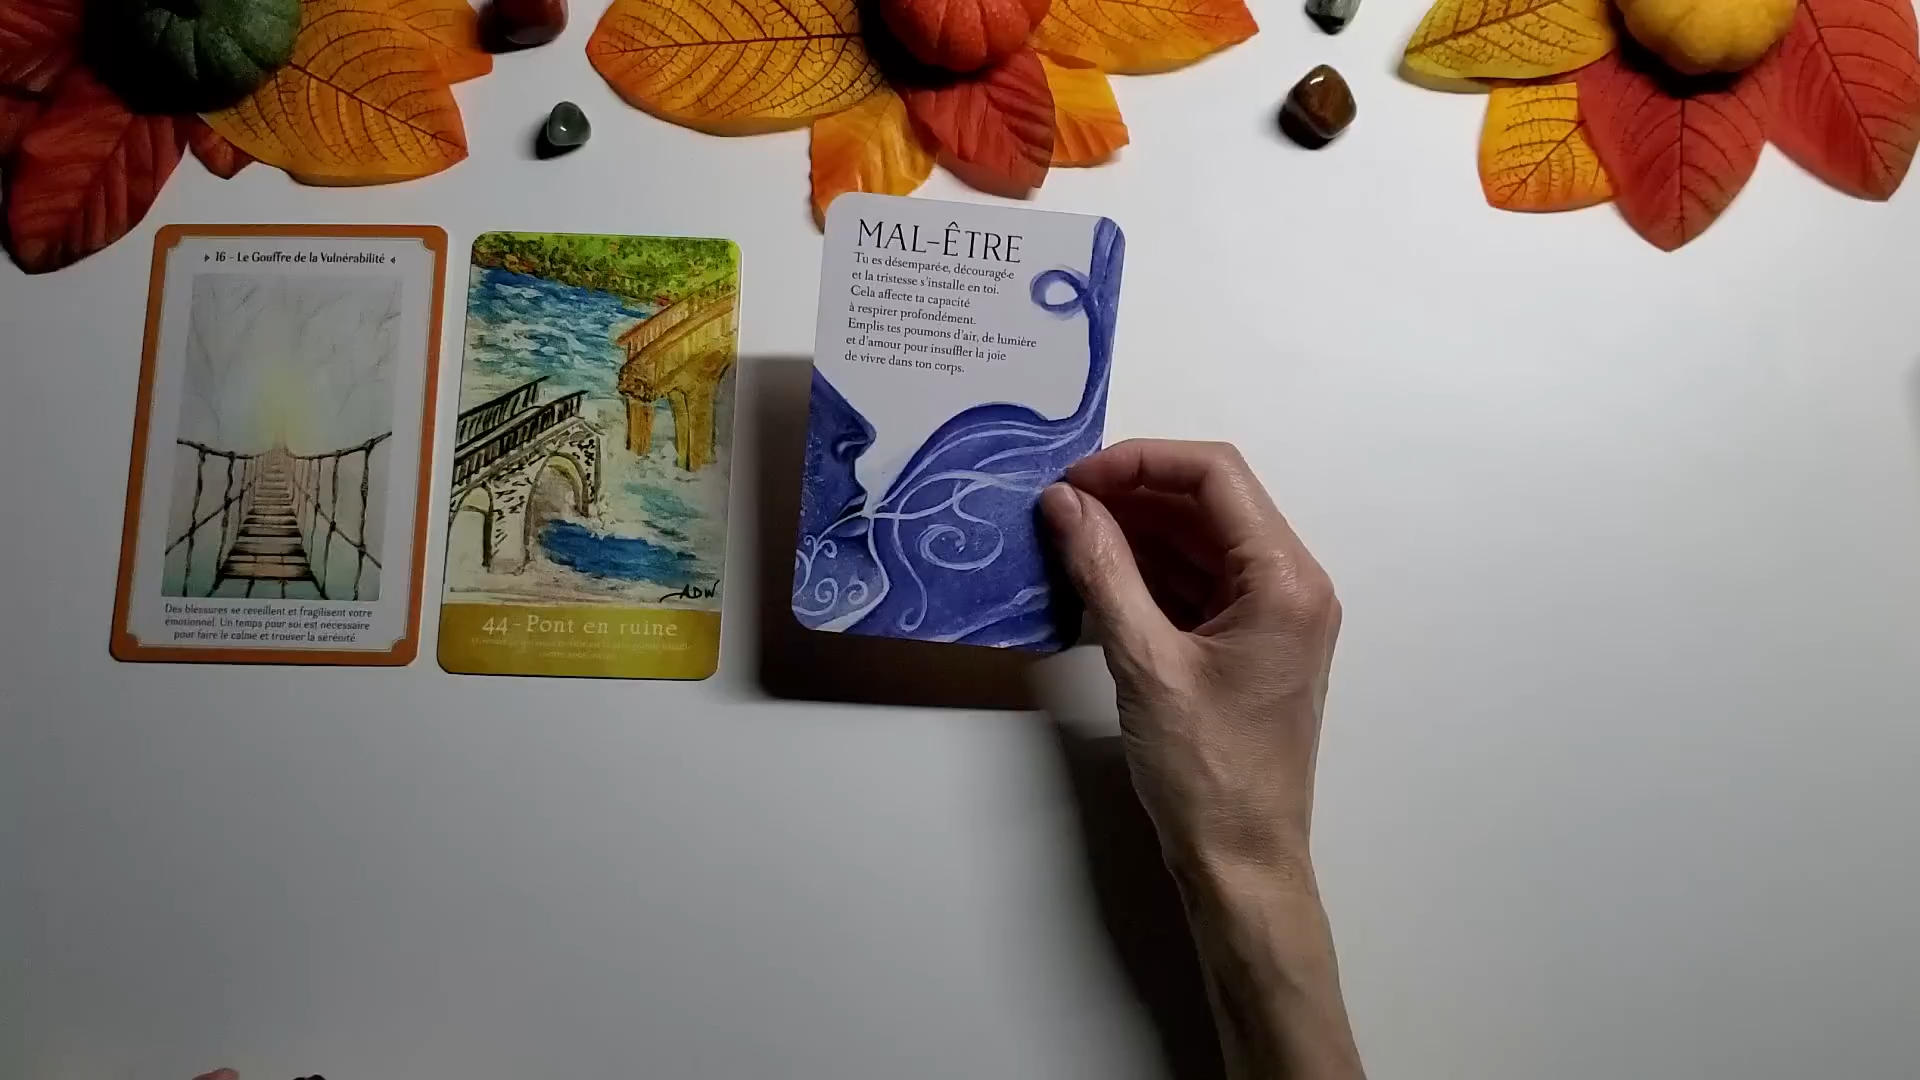 16 - Le Gouffre de la Vulnérabilité
Des blessures se réveillent et fragilisent votre
émotionnel. Un temps pour soi est nécessaire
pour faire le calme et trouver la sérénité
ADW
44 - Pont en ruine
MAL-ÊTRE
Tu es désemparé·e, découragé·e
et la tristesse s'installe en toi.
Cela affecte ta capacité
à respirer profondément.
Emplis tes poumons d'air, de lumière
et d'amour pour insuffler la joie
de vivre dans ton corps.